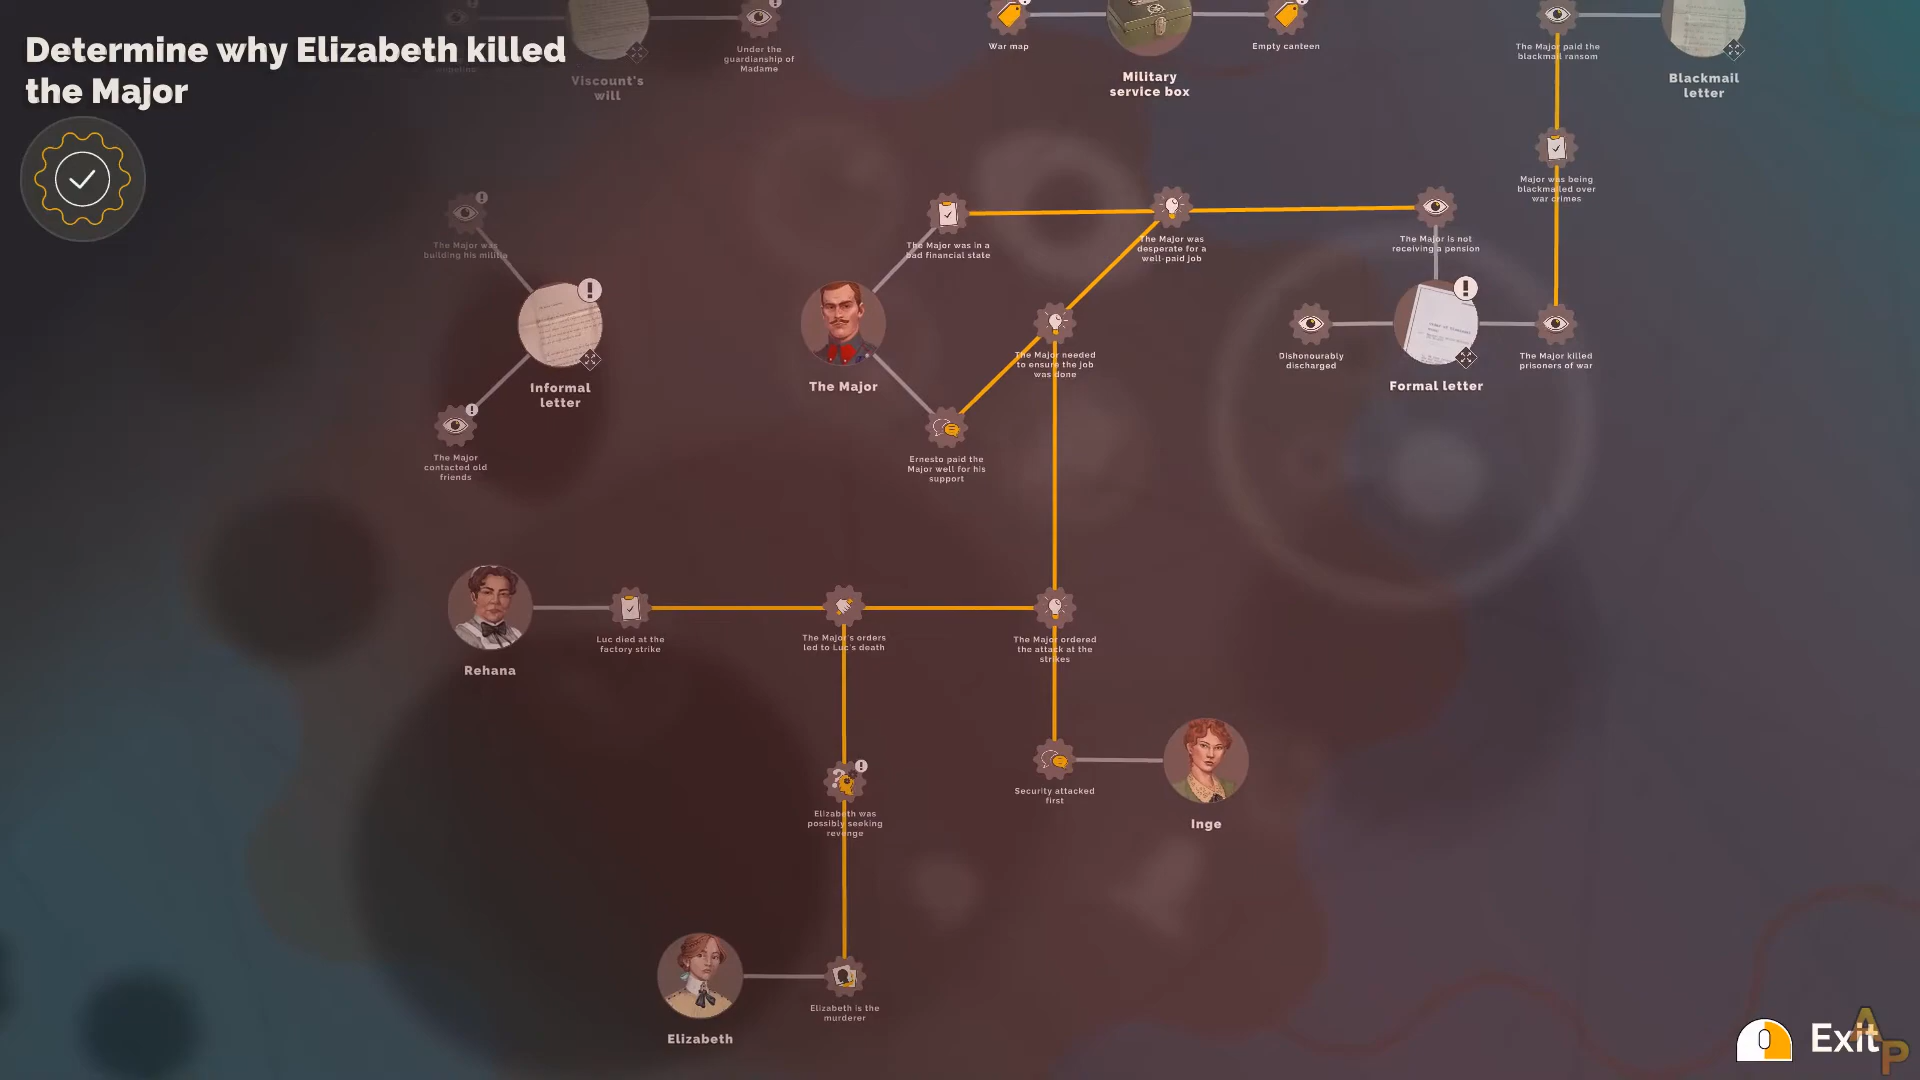 Determine why Elizabeth killed
the Major
Under the
guardianship of
Madame
Viscount's
will
War map
Military
service box
Empty canteen
The Major paid the
blackmail ransom
Blackmail
letter
Major was being
blackmailed over
war crimes
The Major was
building his militia
Informal
letter
The Major
contacted old
friends
The Major was in a
bad financial state
The Major
Ernesto paid the
Major well for his
support
The Major was
desperate for a
well-paid job
The Major needed
to ensure the job
was done
The Major is not
receiving a pension
Dishonourably
discharged
Formal letter
The Major killed
prisoners of war
Rehana
Luc died at the
factory strike
The Major's orders
led to Luc's death
The Major ordered
the attack at the
strikes
Elizabeth was
possibly seeking
revenge
Security attacked
first
Inge
Elizabeth
Elizabeth is the
murderer
Exit
AP